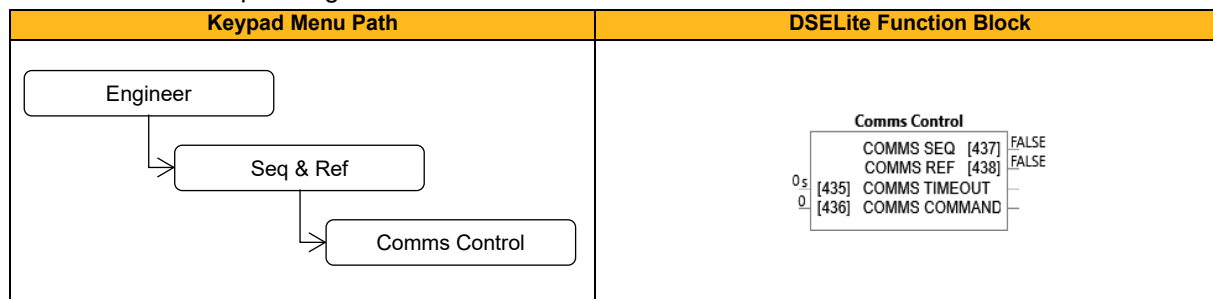 Keypad Menu Path
DSELite Function Block
Engineer
Seq & Ref
Comms Control
Comms Control
COMMS SEQ [437] FALSE
COMMS REF [438] FALSE
0 s [435] COMMS TIMEOUT
0 [436] COMMS COMMAND